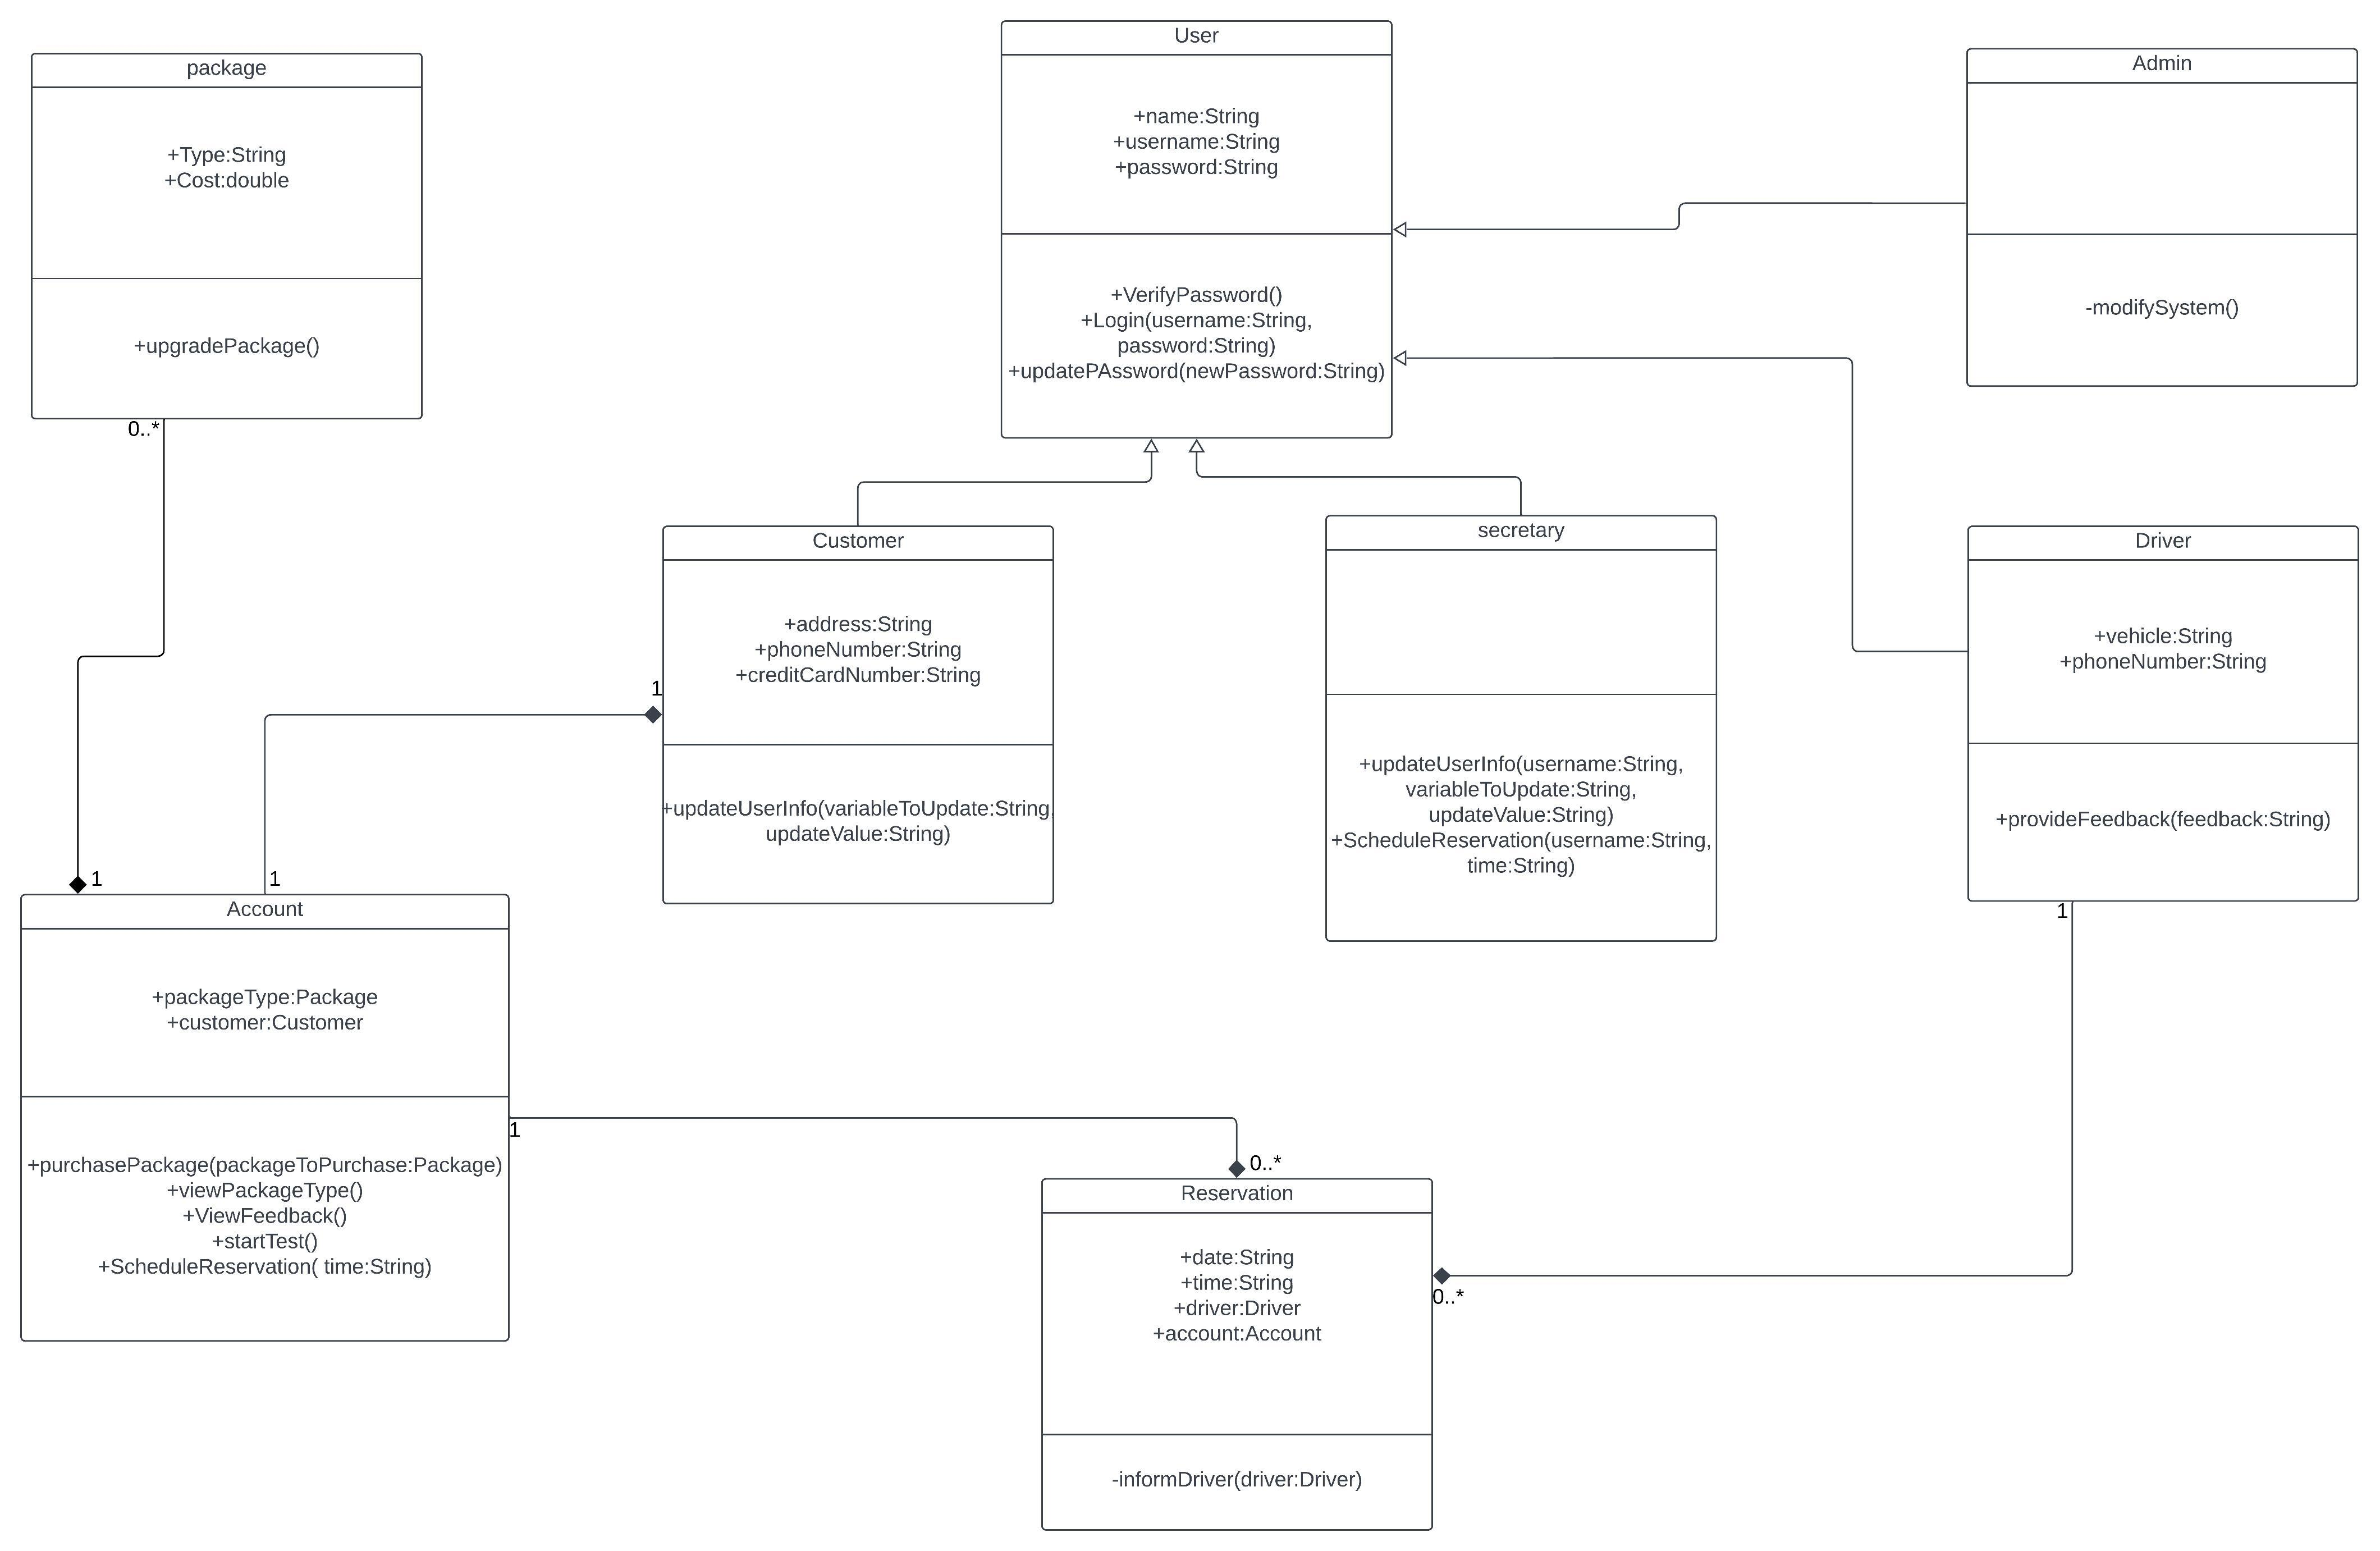 User
+name:String
+username:String
+password:String
+VerifyPassword()
+Login(username:String,
password:String)
+updatePAssword(newPassword:String)
package
+Type:String
+Cost:double
+upgradePackage()
0..*
Admin
-modifySystem()
Customer
+address:String
+phoneNumber:String
+creditCardNumber:String
+updateUserInfo(variableToUpdate:String,
updateValue:String)
1
secretary
+updateUserInfo(username:String,
variableToUpdate:String,
updateValue:String)
+ScheduleReservation(username:String,
time:String)
Driver
+vehicle:String
+phoneNumber:String
+provideFeedback(feedback:String)
1
1
1
Account
+packageType:Package
+customer:Customer
+purchasePackage(packageToPurchase:Package)
+viewPackageType()
+ViewFeedback()
+startTest()
+ScheduleReservation( time:String)
1
0..*
Reservation
+date:String
+time:String
+driver:Driver
+account:Account
-informDriver(driver:Driver)
0..*